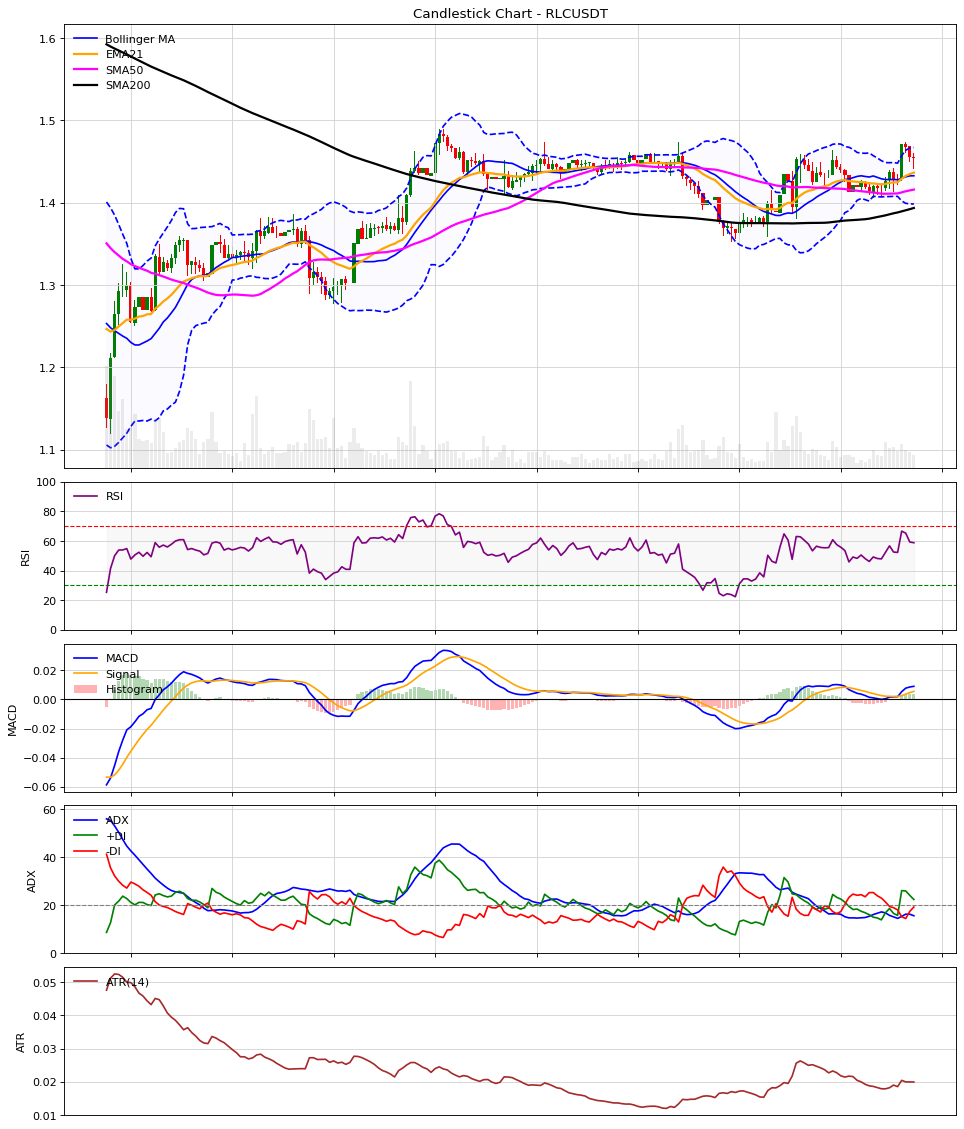 Candlestick Chart - RLCUSDT
1.6
1.5
1.4
1.3
1.2
1.1
Bollinger MA
EMA21
SMA50
SMA200
100
80
60
40
20
0
RSI
RSI
0.02
0.00
−0.02
−0.04
−0.06
MACD
MACD
Signal
Histogram
60
40
20
0
ADX
ADX
+DI
-DI
0.05
0.04
0.03
0.02
0.01
ATR
ATR(14)